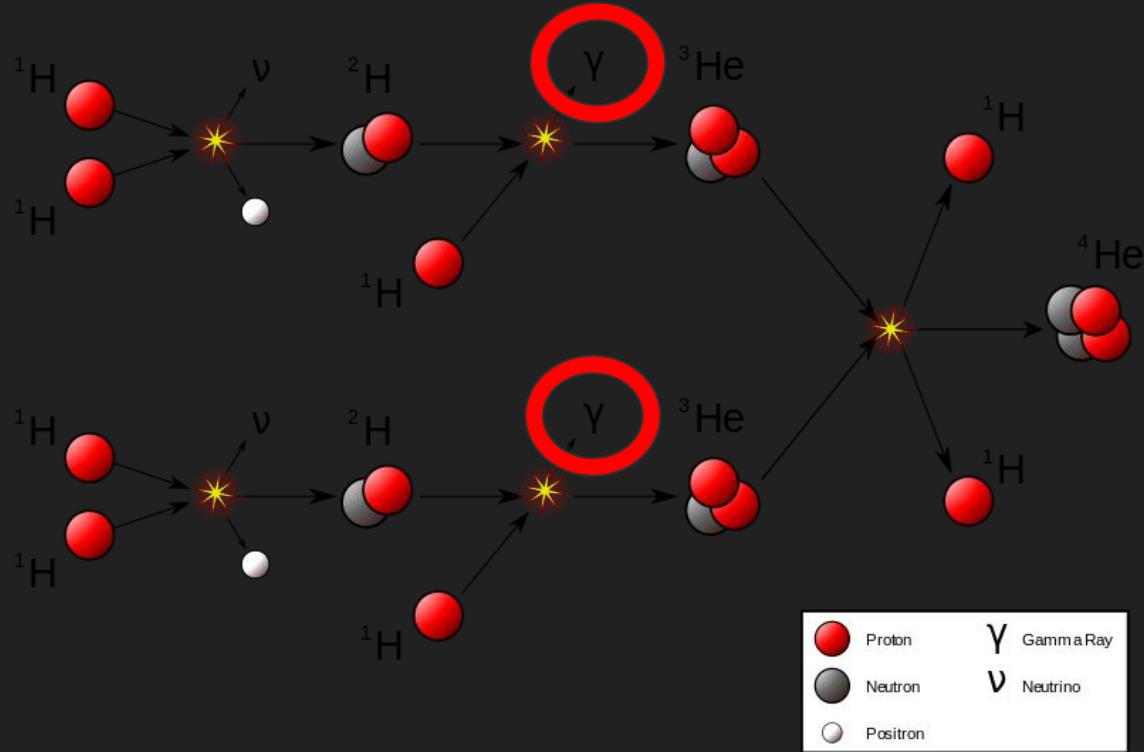 ¹H ν ²H γ ³He
¹H
¹H
¹H
⁴He
¹H ν ²H γ ³He
¹H
¹H
¹H
Proton γ Gamma Ray
Neutron ν Neutrino
Positron